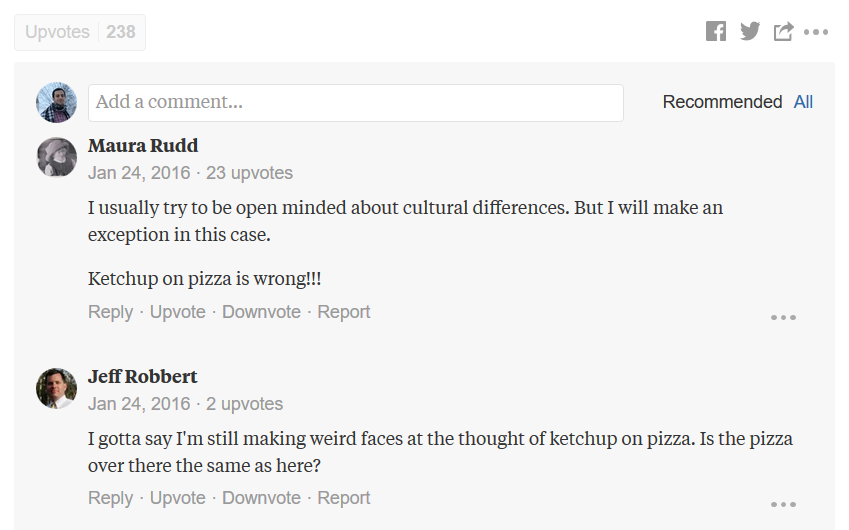 Upvotes 238
Add a comment...
Recommended All
Maura Rudd
Jan 24, 2016 · 23 upvotes
I usually try to be open minded about cultural differences. But I will make an
exception in this case.
Ketchup on pizza is wrong!!!
Reply · Upvote · Downvote · Report
Jeff Robbert
Jan 24, 2016 · 2 upvotes
I gotta say I'm still making weird faces at the thought of ketchup on pizza. Is the pizza
over there the same as here?
Reply · Upvote · Downvote · Report